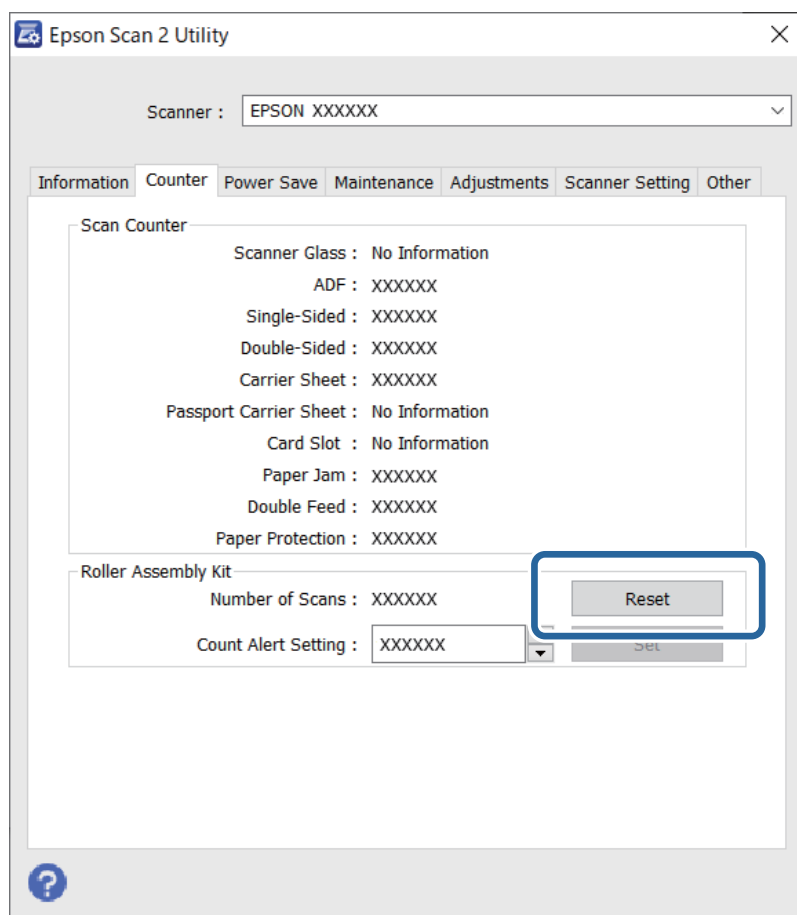 Epson Scan 2 Utility
Scanner : EPSON XXXXXX
Information Counter Power Save Maintenance Adjustments Scanner Setting Other
Scan Counter
Scanner Glass : No Information
ADF : XXXXXX
Single-Sided : XXXXXX
Double-Sided : XXXXXX
Carrier Sheet : XXXXXX
Passport Carrier Sheet : No Information
Card Slot : No Information
Paper Jam : XXXXXX
Double Feed : XXXXXX
Paper Protection : XXXXXX
Roller Assembly Kit
Number of Scans : XXXXXX Reset
Count Alert Setting : XXXXXX Set
?